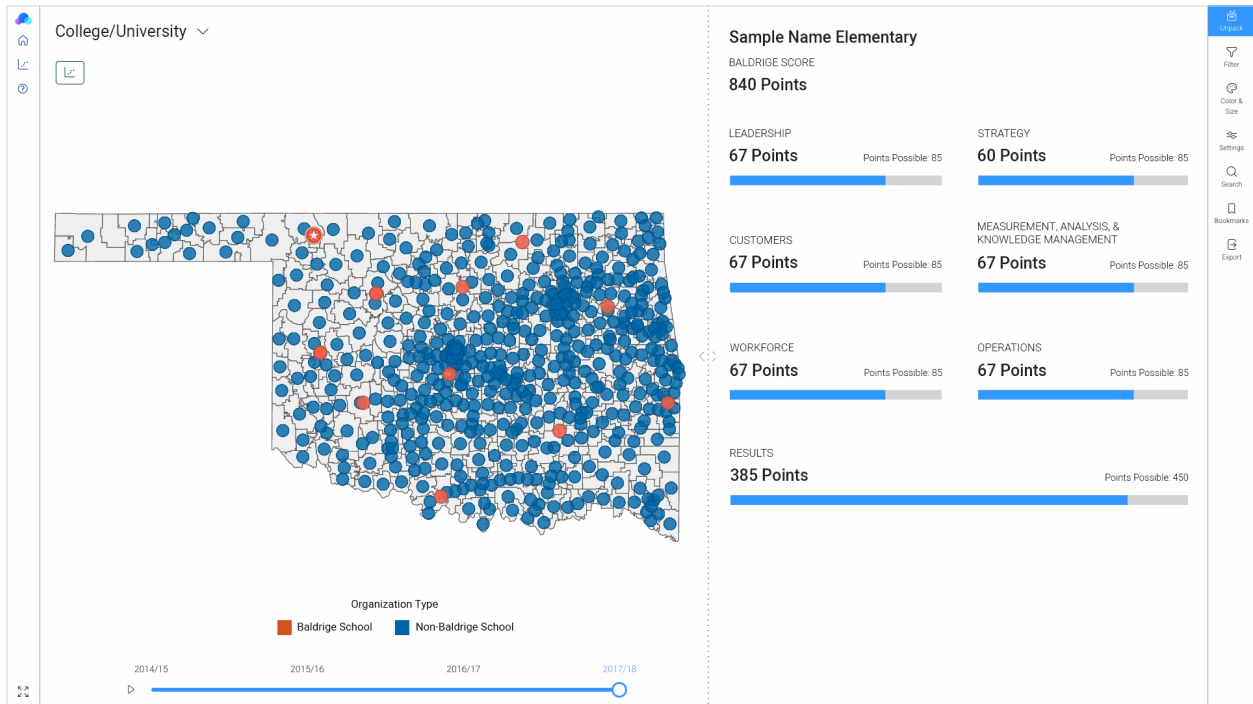 College/University
Sample Name Elementary
BALDRIGE SCORE
840 Points
LEADERSHIP
67 Points
Points Possible: 85
STRATEGY
60 Points
Points Possible: 85
CUSTOMERS
67 Points
Points Possible: 85
MEASUREMENT, ANALYSIS, &
KNOWLEDGE MANAGEMENT
67 Points
Points Possible: 85
WORKFORCE
67 Points
Points Possible: 85
OPERATIONS
67 Points
Points Possible: 85
RESULTS
385 Points
Points Possible: 450
Organization Type
Baldrige School
Non-Baldrige School
2014/15
2015/16
2016/17
2017/18
Unpack
Filter
Color &
Size
Settings
Search
Bookmarks
Export